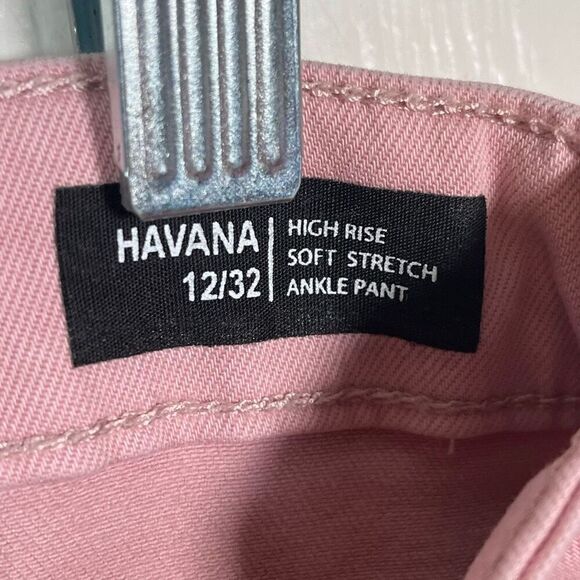 HAVANA
12/32
HIGH RISE
SOFT STRETCH
ANKLE PANT